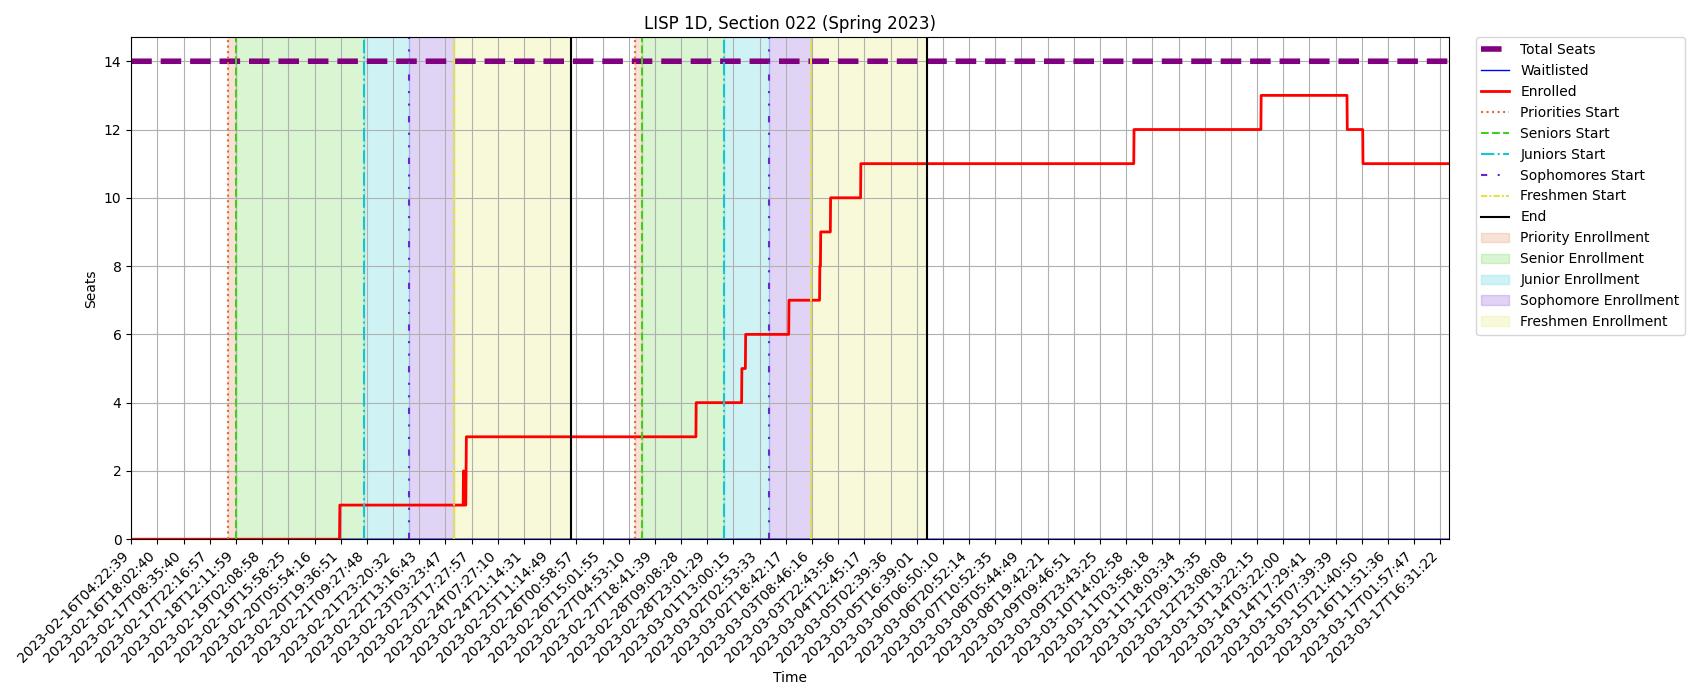 LISP 1D, Section 022 (Spring 2023)
Total Seats
Waitlisted
Enrolled
Priorities Start
Seniors Start
Juniors Start
Sophomores Start
Freshmen Start
End
Priority Enrollment
Senior Enrollment
Junior Enrollment
Sophomore Enrollment
Freshmen Enrollment
Seats
14
12
10
8
6
4
2
0
2023-02-16T04:22:39
2023-02-16T18:02:40
2023-02-17T08:35:40
2023-02-17T22:16:57
2023-02-18T12:11:59
2023-02-19T02:08:58
2023-02-19T15:58:25
2023-02-20T05:54:16
2023-02-20T19:36:51
2023-02-21T09:27:48
2023-02-21T23:20:32
2023-02-22T13:16:43
2023-02-23T03:23:47
2023-02-23T17:27:57
2023-02-24T07:27:10
2023-02-24T21:14:31
2023-02-25T11:14:49
2023-02-26T00:58:57
2023-02-26T15:01:55
2023-02-27T04:53:10
2023-02-27T18:41:39
2023-02-28T09:08:28
2023-02-28T23:01:29
2023-03-01T13:00:15
2023-03-02T02:53:33
2023-03-02T18:42:17
2023-03-03T08:46:16
2023-03-03T22:43:56
2023-03-04T12:45:17
2023-03-05T02:39:36
2023-03-05T16:39:01
2023-03-06T06:50:10
2023-03-06T20:52:14
2023-03-07T10:52:35
2023-03-08T05:44:49
2023-03-08T19:42:21
2023-03-09T09:46:51
2023-03-09T23:43:25
2023-03-10T14:02:58
2023-03-11T03:58:18
2023-03-11T18:03:34
2023-03-12T09:13:35
2023-03-12T23:08:08
2023-03-13T13:22:15
2023-03-14T03:22:00
2023-03-14T17:29:41
2023-03-15T07:39:39
2023-03-15T21:40:50
2023-03-16T11:51:36
2023-03-17T01:57:47
2023-03-17T16:31:22
Time